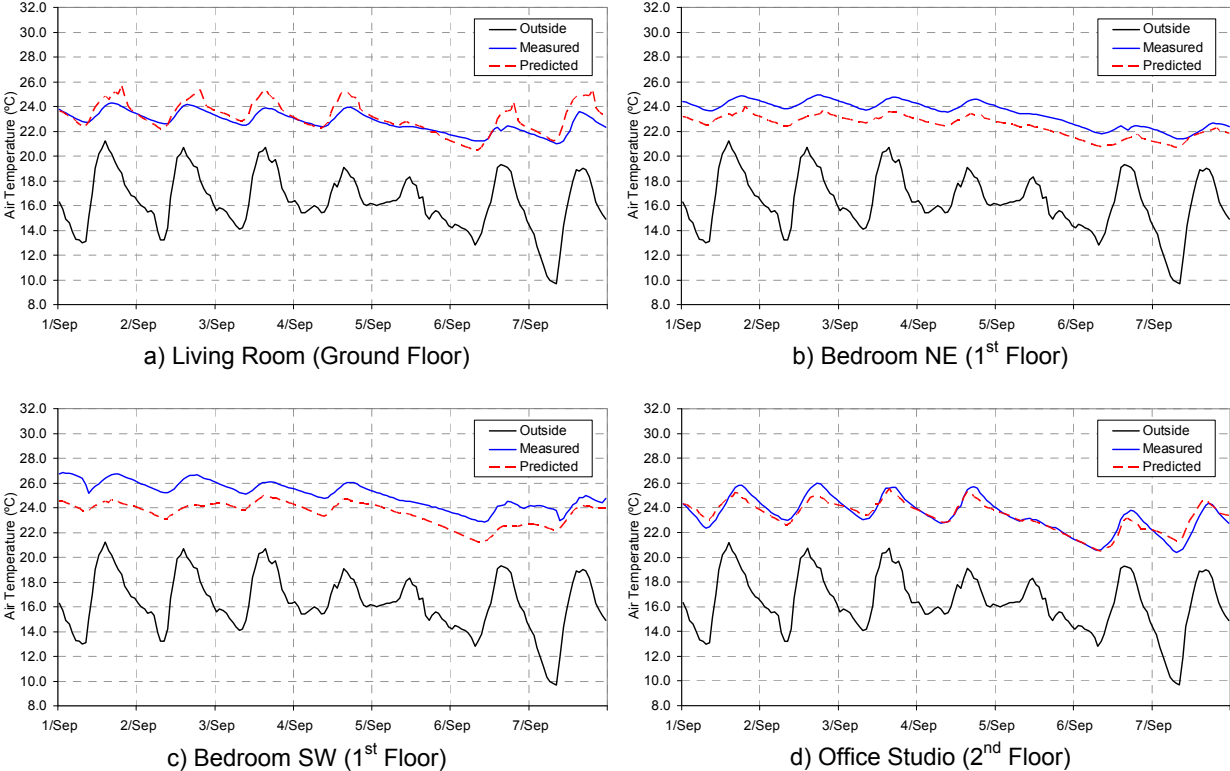 32.0
30.0
28.0
26.0
24.0
22.0
20.0
18.0
16.0
14.0
12.0
10.0
8.0
Air Temperature (ºC)
Outside
Measured
Predicted
1/Sep 2/Sep 3/Sep 4/Sep 5/Sep 6/Sep 7/Sep
a) Living Room (Ground Floor)
32.0
30.0
28.0
26.0
24.0
22.0
20.0
18.0
16.0
14.0
12.0
10.0
8.0
Air Temperature (ºC)
Outside
Measured
Predicted
1/Sep 2/Sep 3/Sep 4/Sep 5/Sep 6/Sep 7/Sep
b) Bedroom NE (1st Floor)
32.0
30.0
28.0
26.0
24.0
22.0
20.0
18.0
16.0
14.0
12.0
10.0
8.0
Air Temperature (ºC)
Outside
Measured
Predicted
1/Sep 2/Sep 3/Sep 4/Sep 5/Sep 6/Sep 7/Sep
c) Bedroom SW (1st Floor)
32.0
30.0
28.0
26.0
24.0
22.0
20.0
18.0
16.0
14.0
12.0
10.0
8.0
Air Temperature (ºC)
Outside
Measured
Predicted
1/Sep 2/Sep 3/Sep 4/Sep 5/Sep 6/Sep 7/Sep
d) Office Studio (2nd Floor)